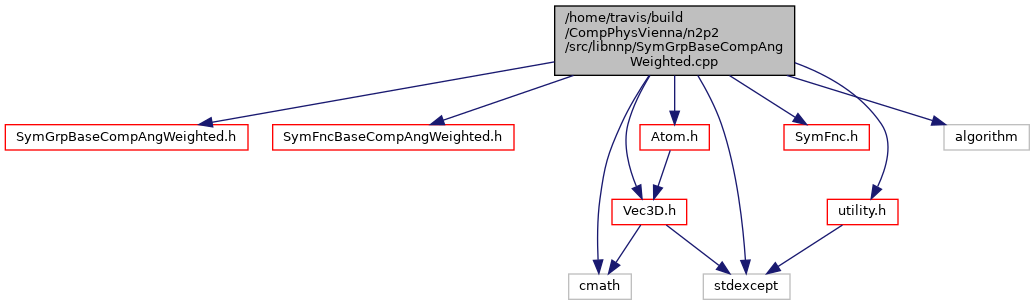 /home/travis/build
/CompPhysVienna/n2p2
/src/libnnp/SymGrpBaseCompAng
Weighted.cpp
SymGrpBaseCompAngWeighted.h
SymFncBaseCompAngWeighted.h
Atom.h
SymFnc.h
algorithm
Vec3D.h
utility.h
cmath
stdexcept